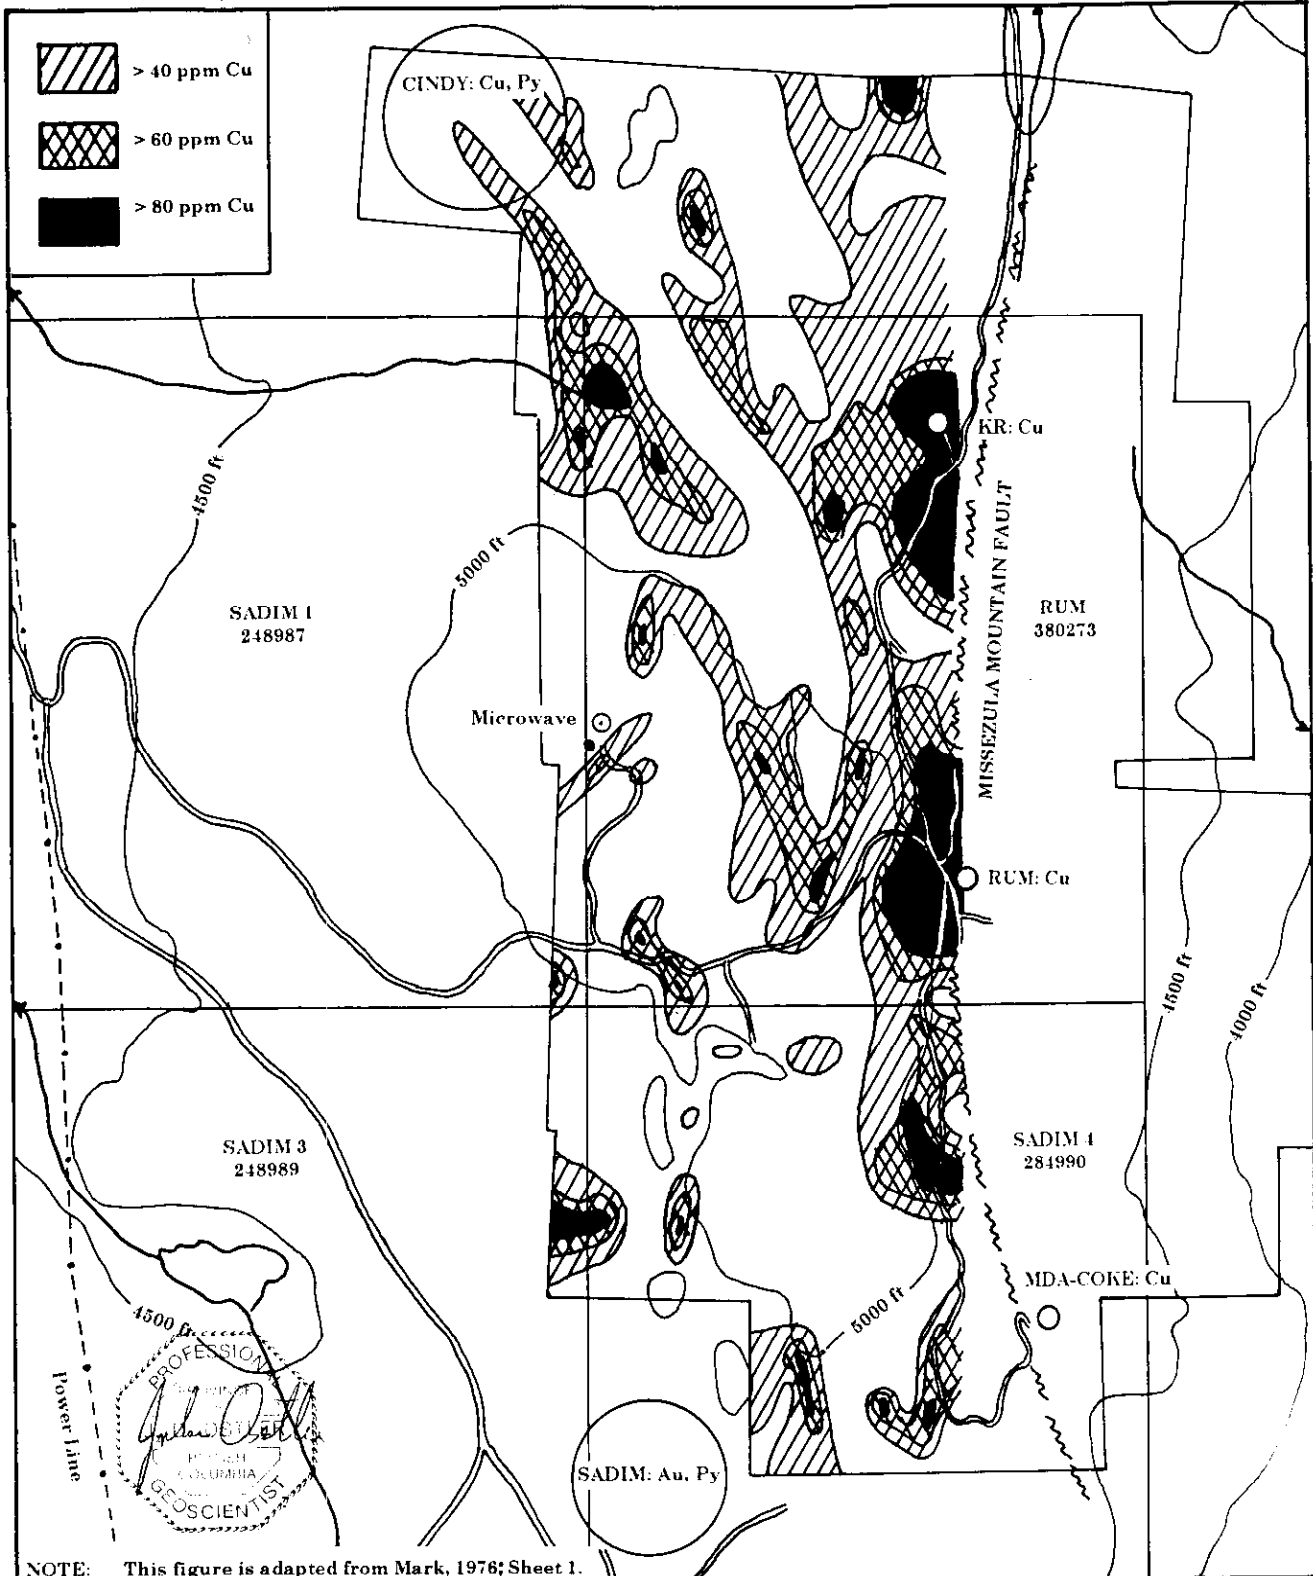 > 40 ppm Cu
> 60 ppm Cu
> 80 ppm Cu
CINDY: Cu, Py
KR: Cu
4500 ft
5000 ft
MISSEZULA MOUNTAIN FAULT
SADIM 1
248987
RUM
380273
Microwave
RUM: Cu
4500 ft
4000 ft
SADIM 3
248989
SADIM 4
284990
MDA-COKE: Cu
4500 ft
5000 ft
Power Line
PROFESSIONAL
COLUMBIA
GEOSCIENTIST
SADIM: Au, Py
NOTE: This figure is adapted from Mark, 1976; Sheet 1.